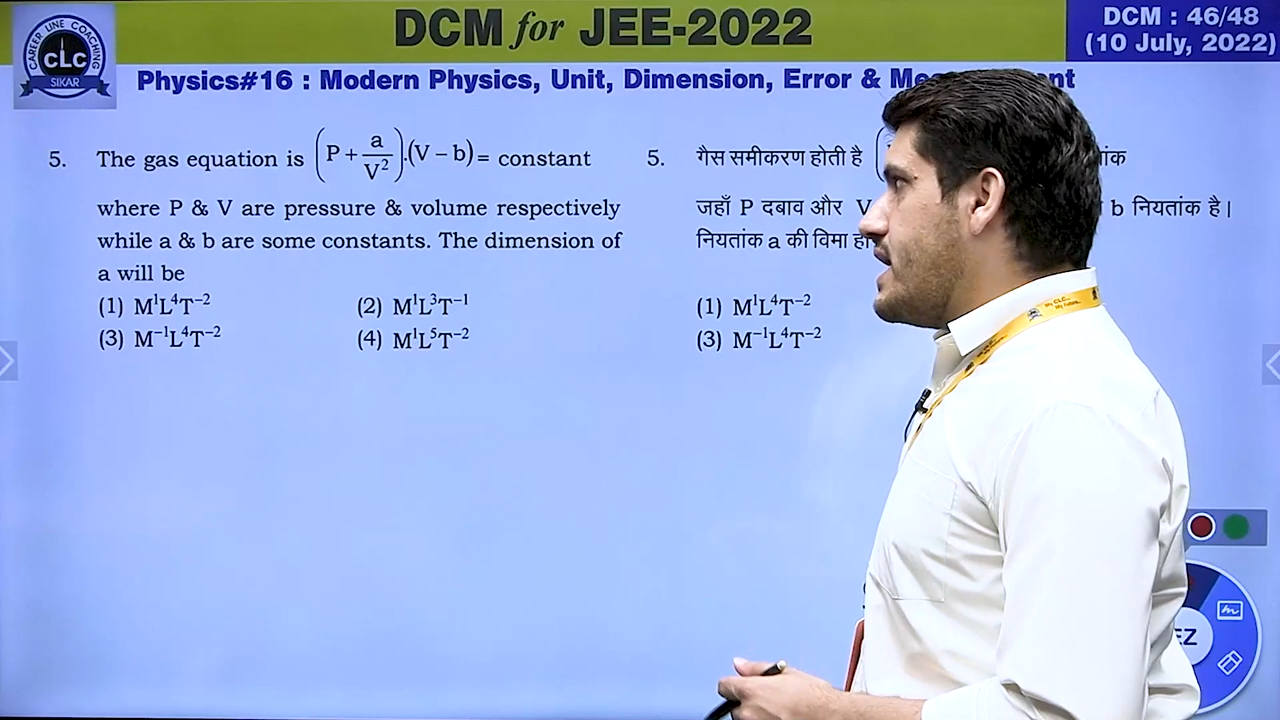 DCM for JEE-2022
DCM : 46/48
(10 July, 2022)
CAREER LINE COACHING
CLC
SIKAR
Physics#16 : Modern Physics, Unit, Dimension, Error &
5. The gas equation is (P + a/V²).(V – b) = constant
where P & V are pressure & volume respectively
while a & b are some constants. The dimension of
a will be
(1) M¹L⁴T⁻² (2) M¹L³T⁻¹
(3) M⁻¹L⁴T⁻² (4) M¹L⁵T⁻²
5. गैस समीकरण होती है
जहाँ P दबाव और V b नियतांक है।
नियतांक a की विमा
(1) M¹L⁴T⁻²
(3) M⁻¹L⁴T⁻²
My CLC...
EZ